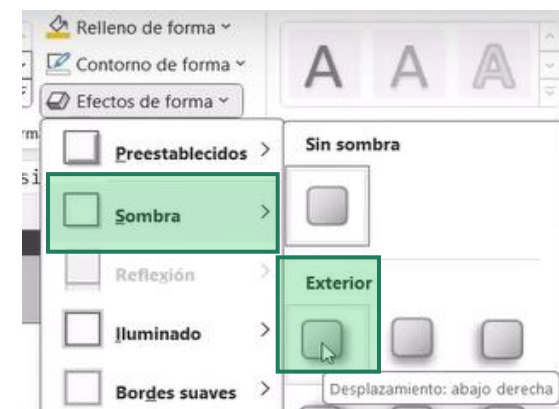 Relleno de forma
Contorno de forma
Efectos de forma
A A A
Preestablecidos
Sombra
Reflexión
Iluminado
Bordes suaves
Sin sombra
Exterior
Desplazamiento: abajo derecha